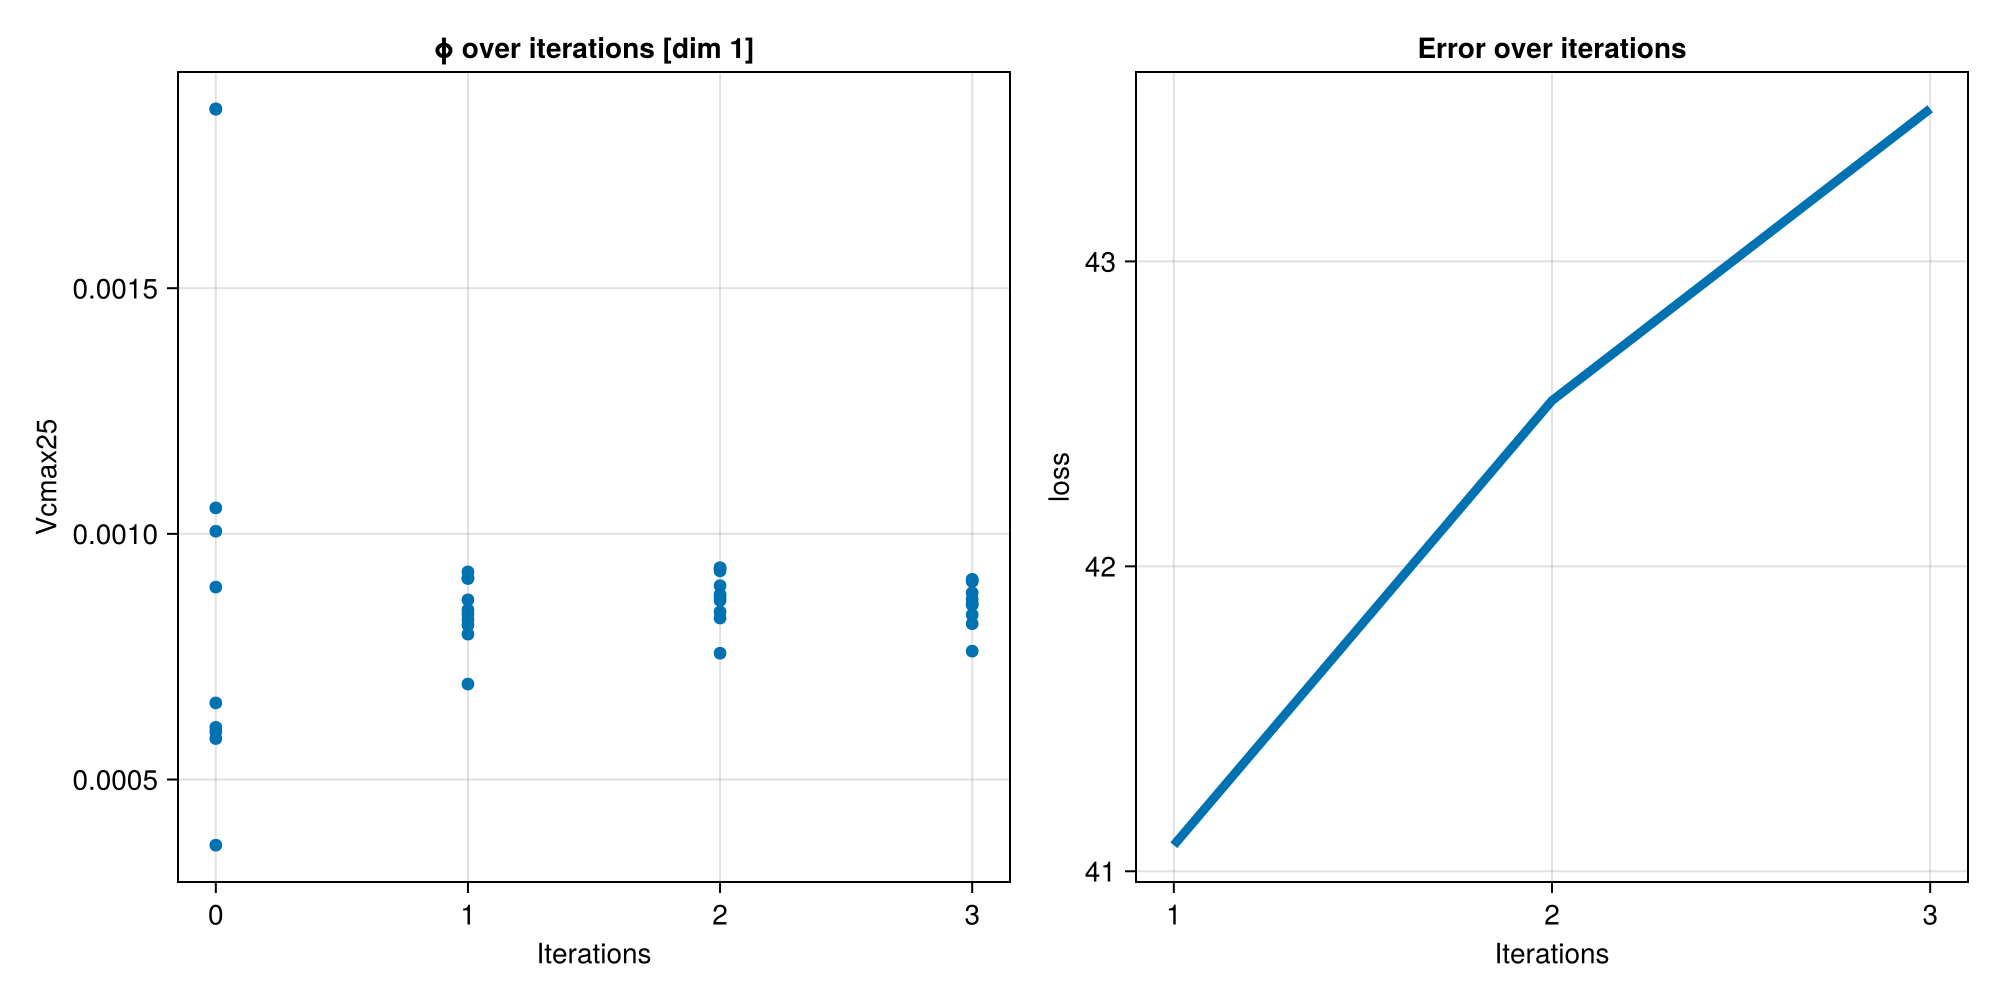 ϕ over iterations [dim 1]
Vcmax25
0.0015
0.0010
0.0005
0 1 2 3
Iterations
Error over iterations
loss
43
42
41
1 2 3
Iterations